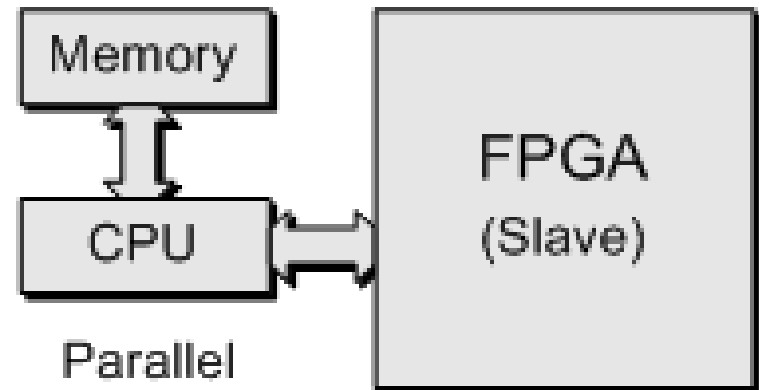 Memory
CPU
Parallel
FPGA
(Slave)